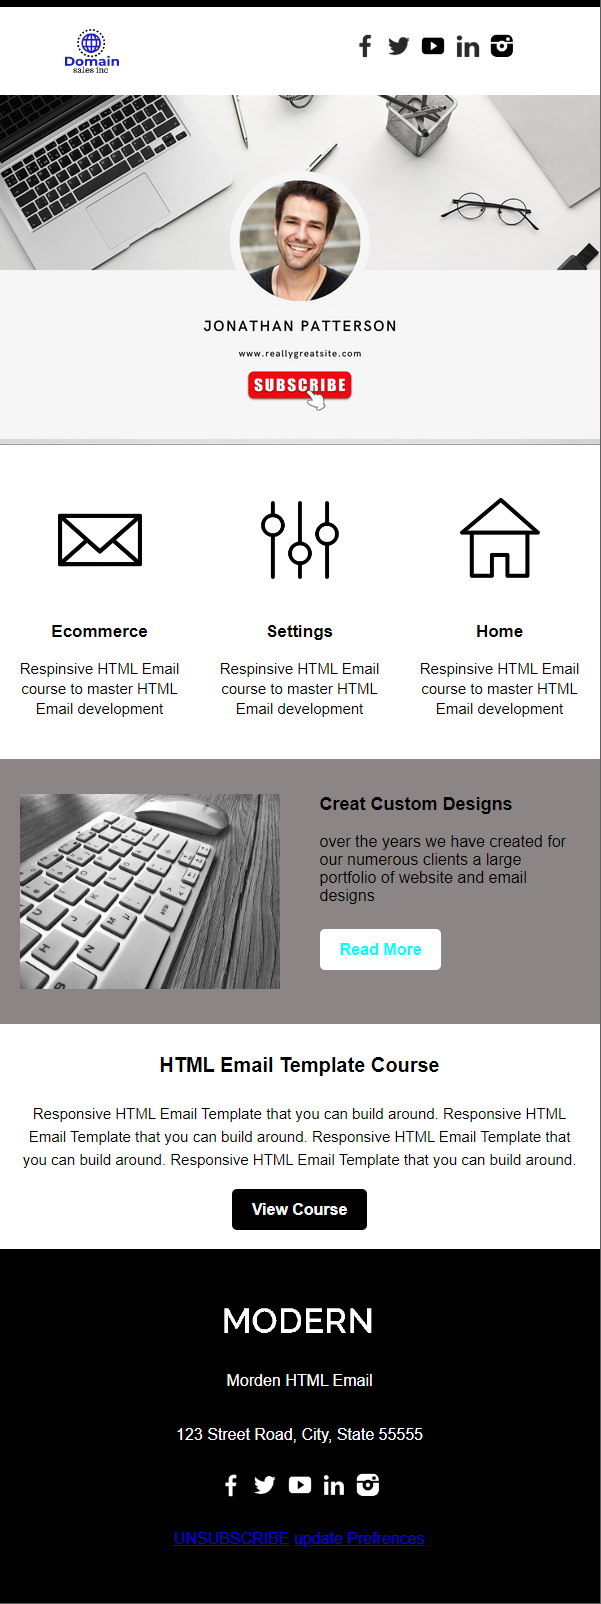 Domain
sales inc
JONATHAN PATTERSON
www.reallygreatsite.com
SUBSCRIBE
Ecommerce
Respinsive HTML Email
course to master HTML
Email development
Settings
Respinsive HTML Email
course to master HTML
Email development
Home
Respinsive HTML Email
course to master HTML
Email development
Creat Custom Designs
over the years we have created for
our numerous clients a large
portfolio of website and email
designs
Read More
HTML Email Template Course
Responsive HTML Email Template that you can build around. Responsive HTML
Email Template that you can build around. Responsive HTML Email Template that
you can build around. Responsive HTML Email Template that you can build around.
View Course
MODERN
Morden HTML Email
123 Street Road, City, State 55555
UNSUBSCRIBE update Prefrences